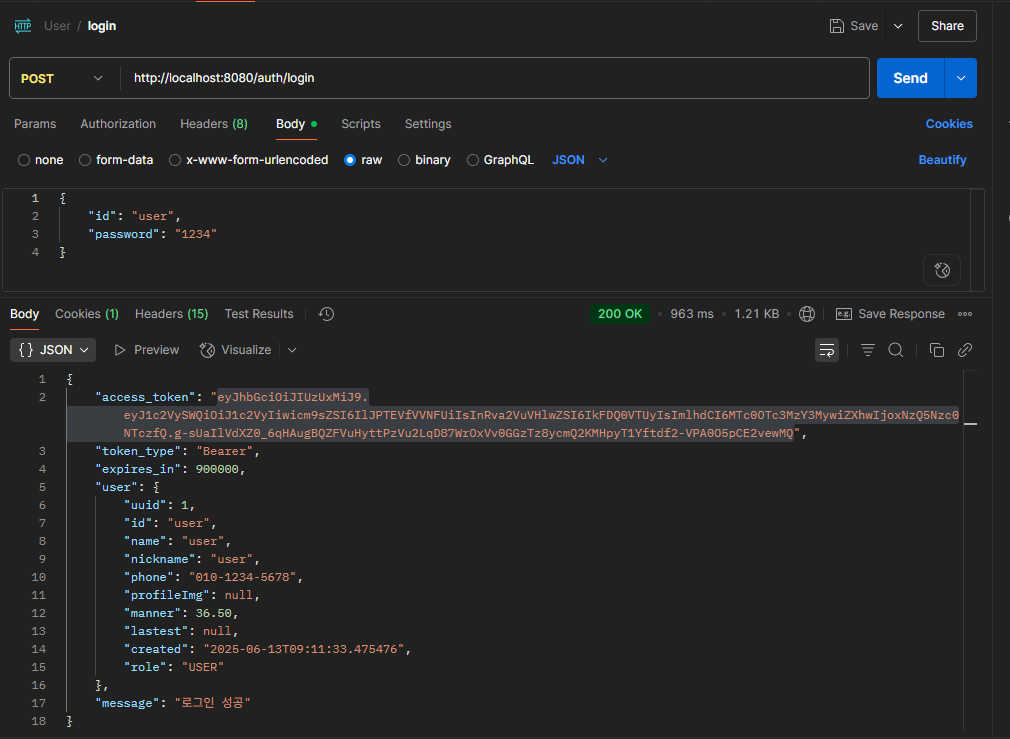 HTTP User / login Save Share
POST http://localhost:8080/auth/login Send
Params Authorization Headers (8) Body Scripts Settings Cookies
none form-data x-www-form-urlencoded raw binary GraphQL JSON Beautify
1 {
2 "id": "user",
3 "password": "1234"
4 }
Body Cookies (1) Headers (15) Test Results 200 OK 963 ms 1.21 KB e.g. Save Response
{} JSON Preview Visualize
1 {
2 "access_token": "eyJhbGciOiJIUzUxMiJ9.
eyJ1c2VySWQiOiJ1c2VyIiwicm9sZSI6IlJPTEVfVVNFUiIsInRva2VuVHlwZSI6IkFDQ0VTUyIsImlhdCI6MTc0OTc3MzY3MywiZXhwIjoxNzQ5Nzc0
NTczfQ.g-sUaIlVdXZ0_6qHAugBQZFVuHyttPzVu2LqD87WrOxVv0GGzTz8ycmQ2KMHpyT1Yftdf2-VPA0O5pCE2vewMQ",
3 "token_type": "Bearer",
4 "expires_in": 900000,
5 "user": {
6 "uuid": 1,
7 "id": "user",
8 "name": "user",
9 "nickname": "user",
10 "phone": "010-1234-5678",
11 "profileImg": null,
12 "manner": 36.50,
13 "lastest": null,
14 "created": "2025-06-13T09:11:33.475476",
15 "role": "USER"
16 },
17 "message": "로그인 성공"
18 }